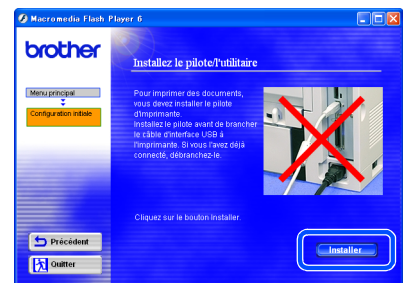 Macromedia Flash Player 6
brother
Installez le pilote/l'utilitaire
Menu principal
Configuration initiale
Pour imprimer des documents,
vous devez installer le pilote
d'imprimante.
Installez le pilote avant de brancher
le câble d'interface USB à
l'imprimante. Si vous l'avez déjà
connecté, débranchez-le.
Cliquez sur le bouton Installer.
Précédent
Quitter
Installer